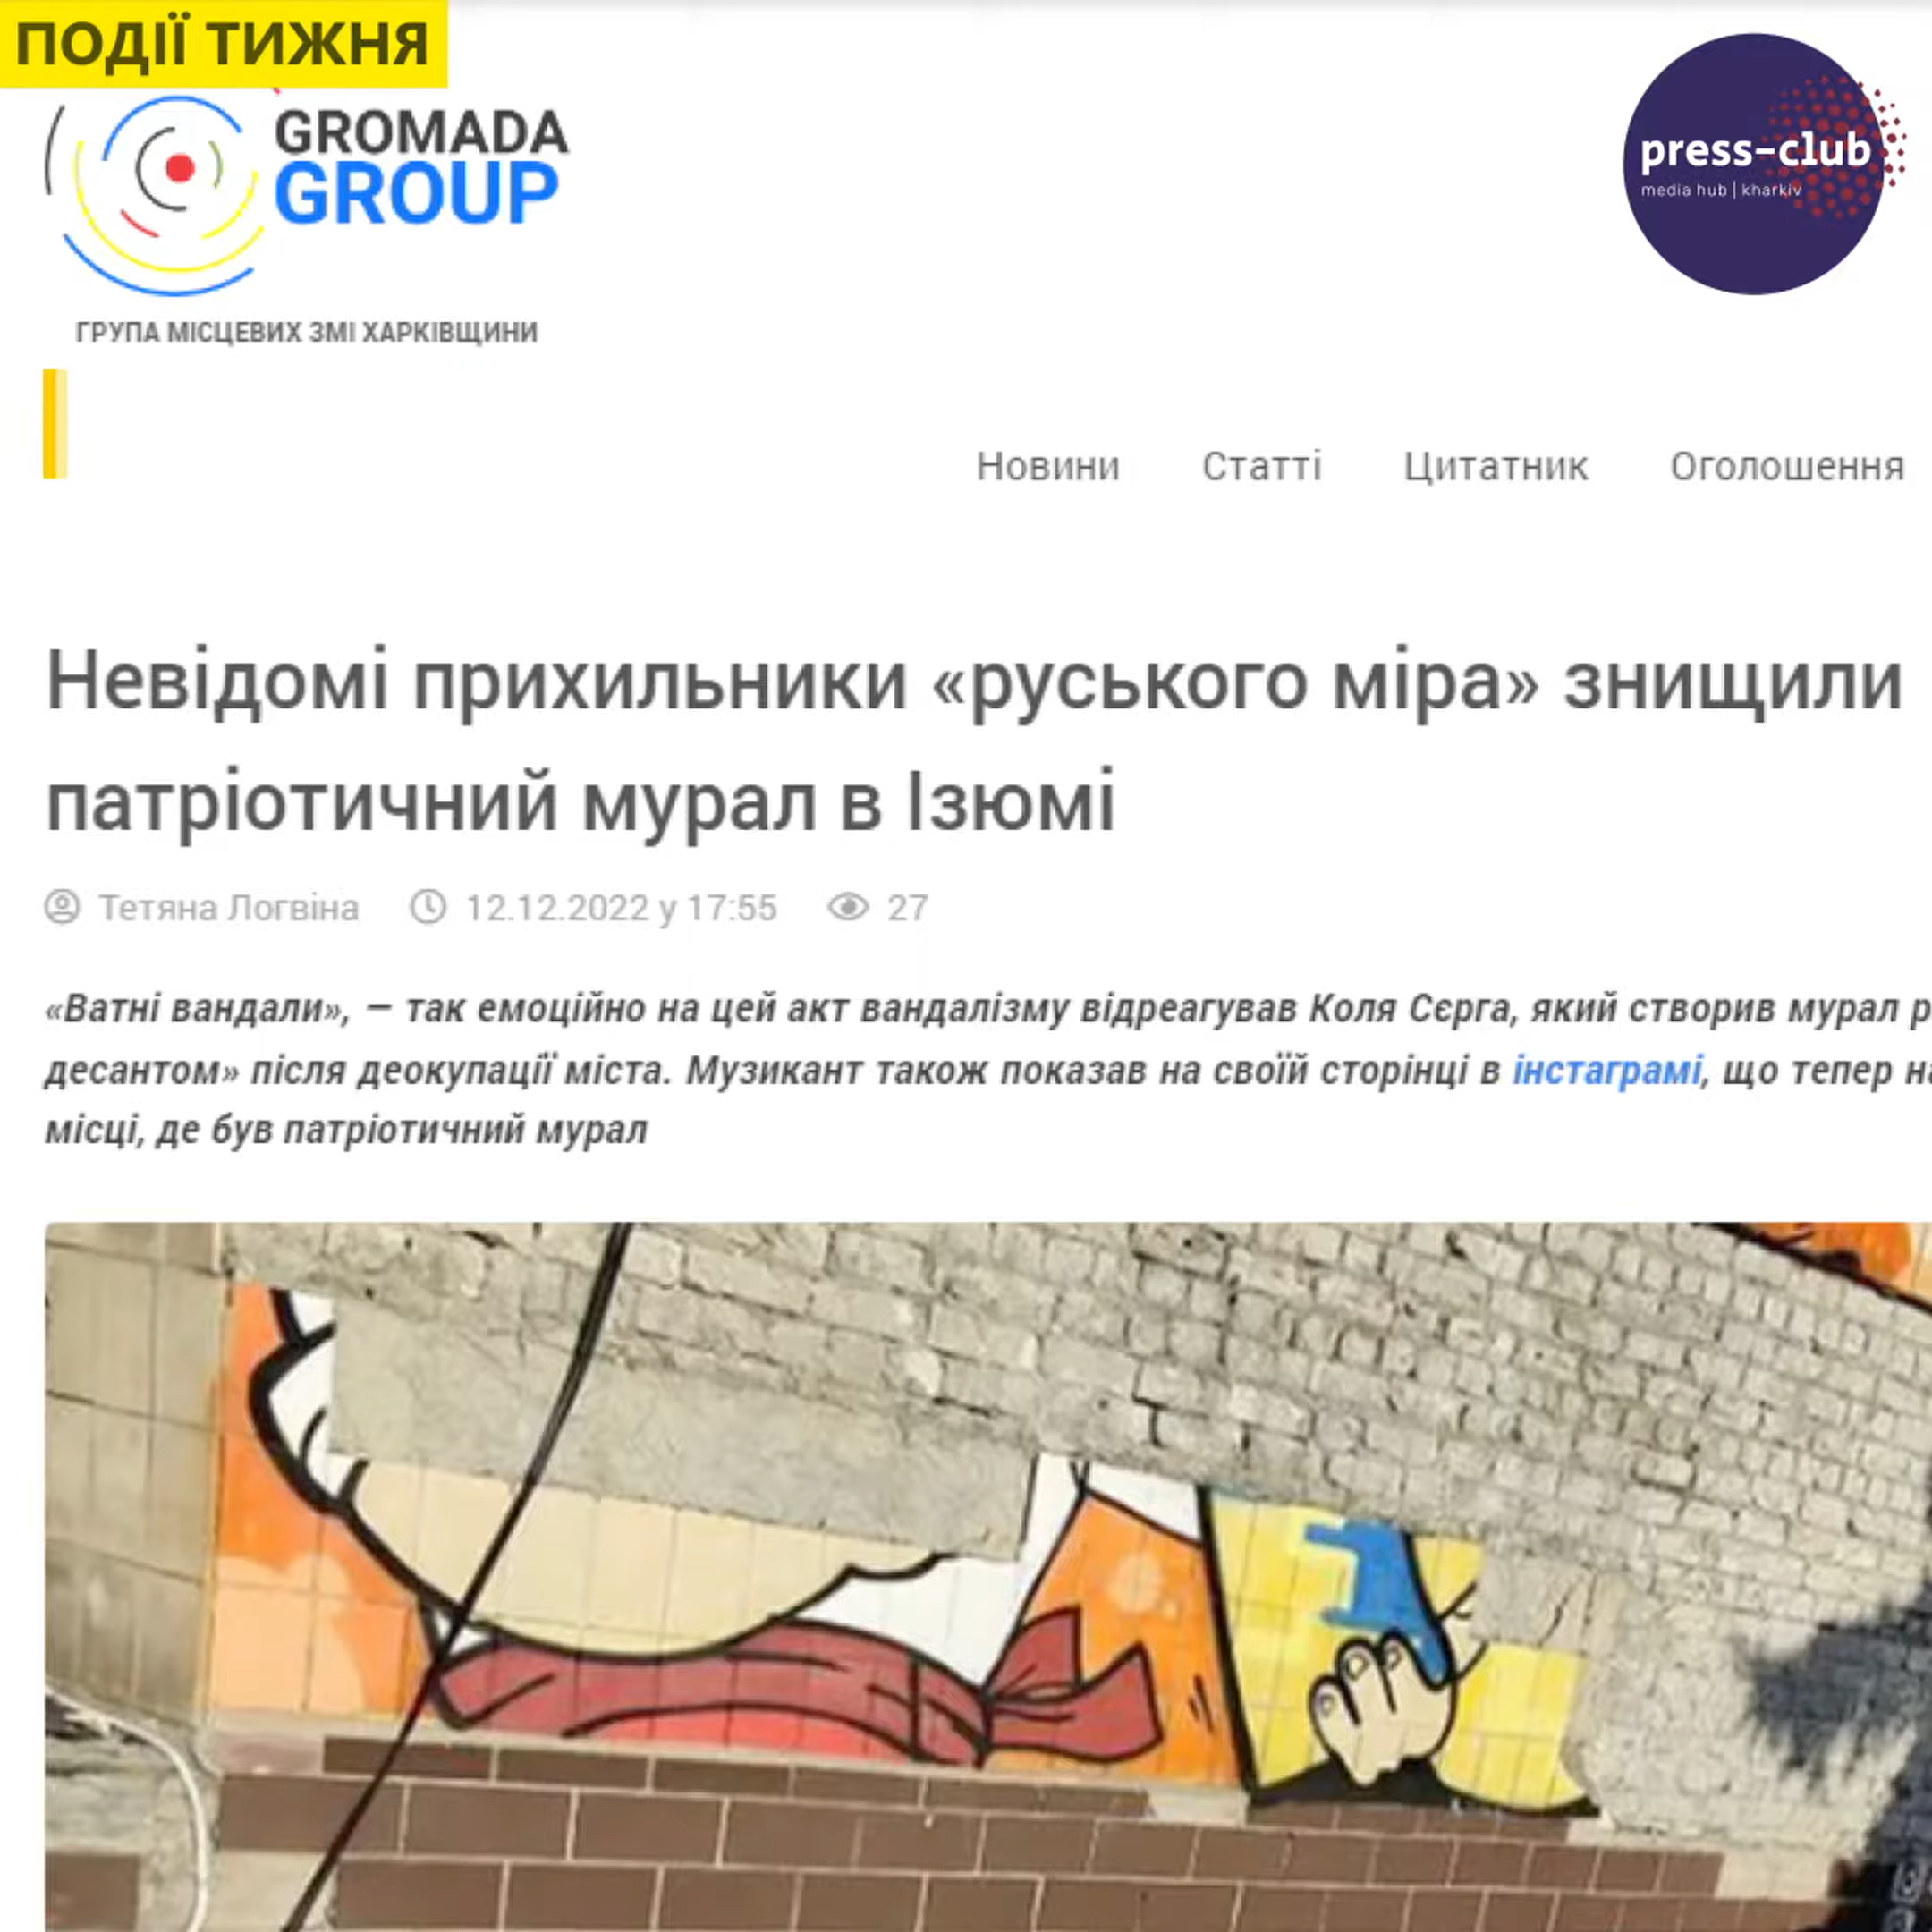 ПОДІЇ ТИЖНЯ
GROMADA
GROUP
ГРУПА МІСЦЕВИХ ЗМІ ХАРКІВЩИНИ
press-club
media hub | kharkiv
Новини Статті Цитатник Оголошення
Невідомі прихильники «руського міра» знищили
патріотичний мурал в Ізюмі
Тетяна Логвіна 12.12.2022 у 17:55 27
«Ватні вандали», — так емоційно на цей акт вандалізму відреагував Коля Сєрга, який створив мурал
десантом» після деокупації міста. Музикант також показав на своїй сторінці в інстаграмі, що тепер
місці, де був патріотичний мурал